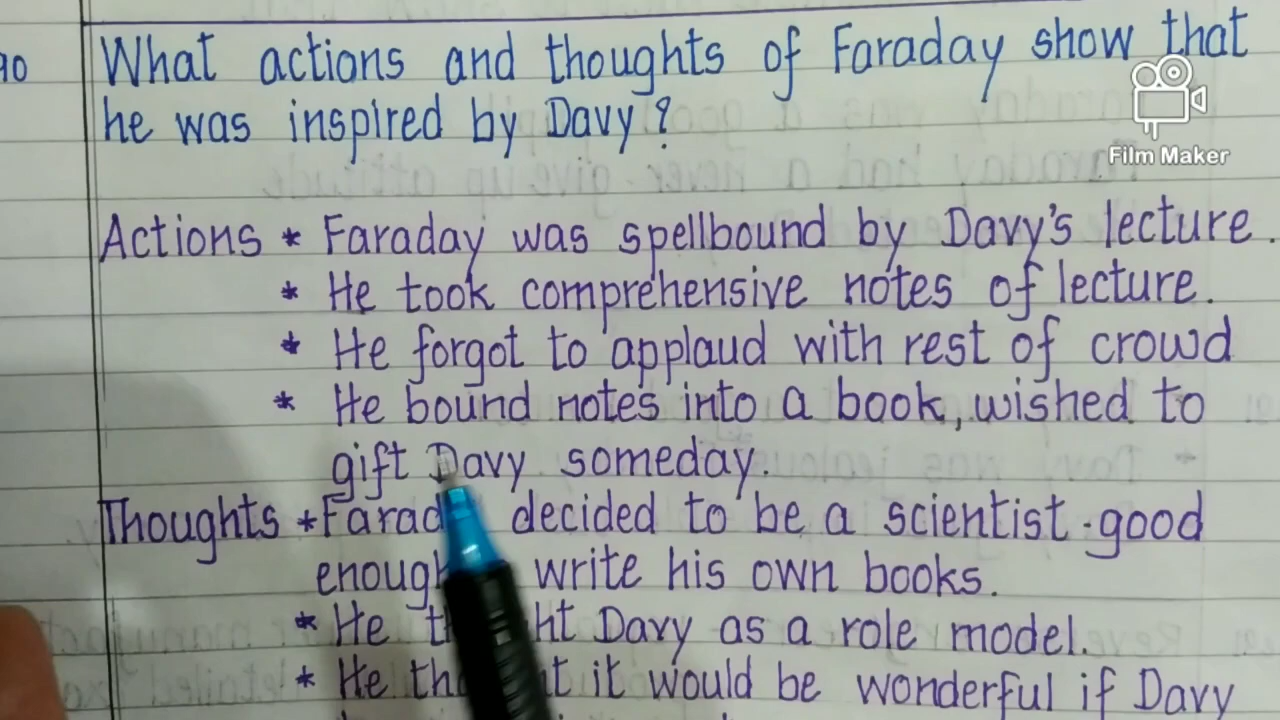 90
What actions and thoughts of Faraday show that
he was inspired by Davy?
Film Maker
Actions * Faraday was spellbound by Davy's lecture.
* He took comprehensive notes of lecture.
* He forgot to applaud with rest of crowd
* He bound notes into a book, wished to
gift Davy someday.
Thoughts * decided to be a scientist - good
write his own books.
* He Davy as a role model.
* He it would be wonderful if Davy